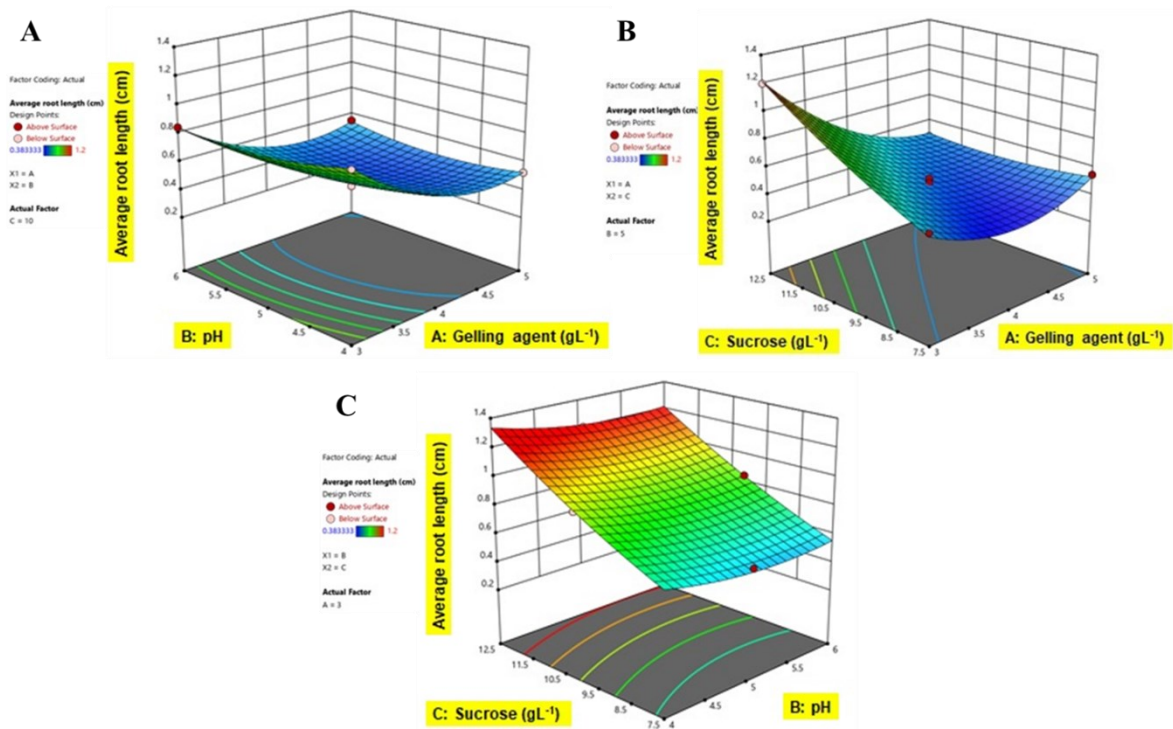 A
Factor Coding: Actual
Average root length (cm)
Design Points:
Above Surface
Below Surface
0.383333 1.2
X1 = A
X2 = B
Actual Factor
C = 10
Average root length (cm)
1.4
1.2
1
0.8
0.6
0.4
0.2
6
5.5
5
4.5
4
3
3.5
4
4.5
5
B: pH
A: Gelling agent (gL-1)
B
Factor Coding: Actual
Average root length (cm)
Design Points:
Above Surface
Below Surface
0.383333 1.2
X1 = A
X2 = C
Actual Factor
B = 5
Average root length (cm)
1.4
1.2
1
0.8
0.6
0.4
0.2
12.5
11.5
10.5
9.5
8.5
7.5
3
3.5
4
4.5
5
C: Sucrose (gL-1)
A: Gelling agent (gL-1)
C
Factor Coding: Actual
Average root length (cm)
Design Points:
Above Surface
Below Surface
0.383333 1.2
X1 = B
X2 = C
Actual Factor
A = 3
Average root length (cm)
1.4
1.2
1
0.8
0.6
0.4
0.2
12.5
11.5
10.5
9.5
8.5
7.5
4
4.5
5
5.5
6
C: Sucrose (gL-1)
B: pH